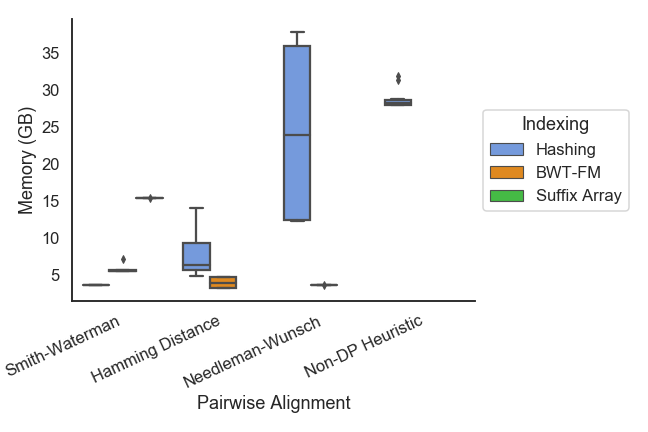 Memory (GB)
35
30
25
20
15
10
5
Smith-Waterman
Hamming Distance
Needleman-Wunsch
Non-DP Heuristic
Pairwise Alignment
Indexing
Hashing
BWT-FM
Suffix Array